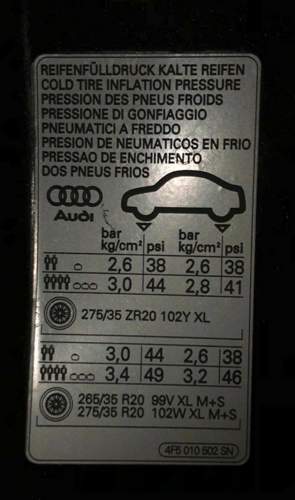 REIFENFÜLLDRUCK KALTE REIFEN
COLD TIRE INFLATION PRESSURE
PRESSION DES PNEUS FROIDS
PRESSIONE DI GONFIAGGIO
PNEUMATICI A FREDDO
PRESION DE NEUMATICOS EN FRIO
PRESSAO DE ENCHIMENTO
DOS PNEUS FRIOS
Audi
bar kg/cm² psi bar kg/cm² psi
2,6 38 2,6 38
3,0 44 2,8 41
275/35 ZR20 102Y XL
3,0 44 2,6 38
3,4 49 3,2 46
265/35 R20 99V XL M+S
275/35 R20 102W XL M+S
4F5 010 502 SN